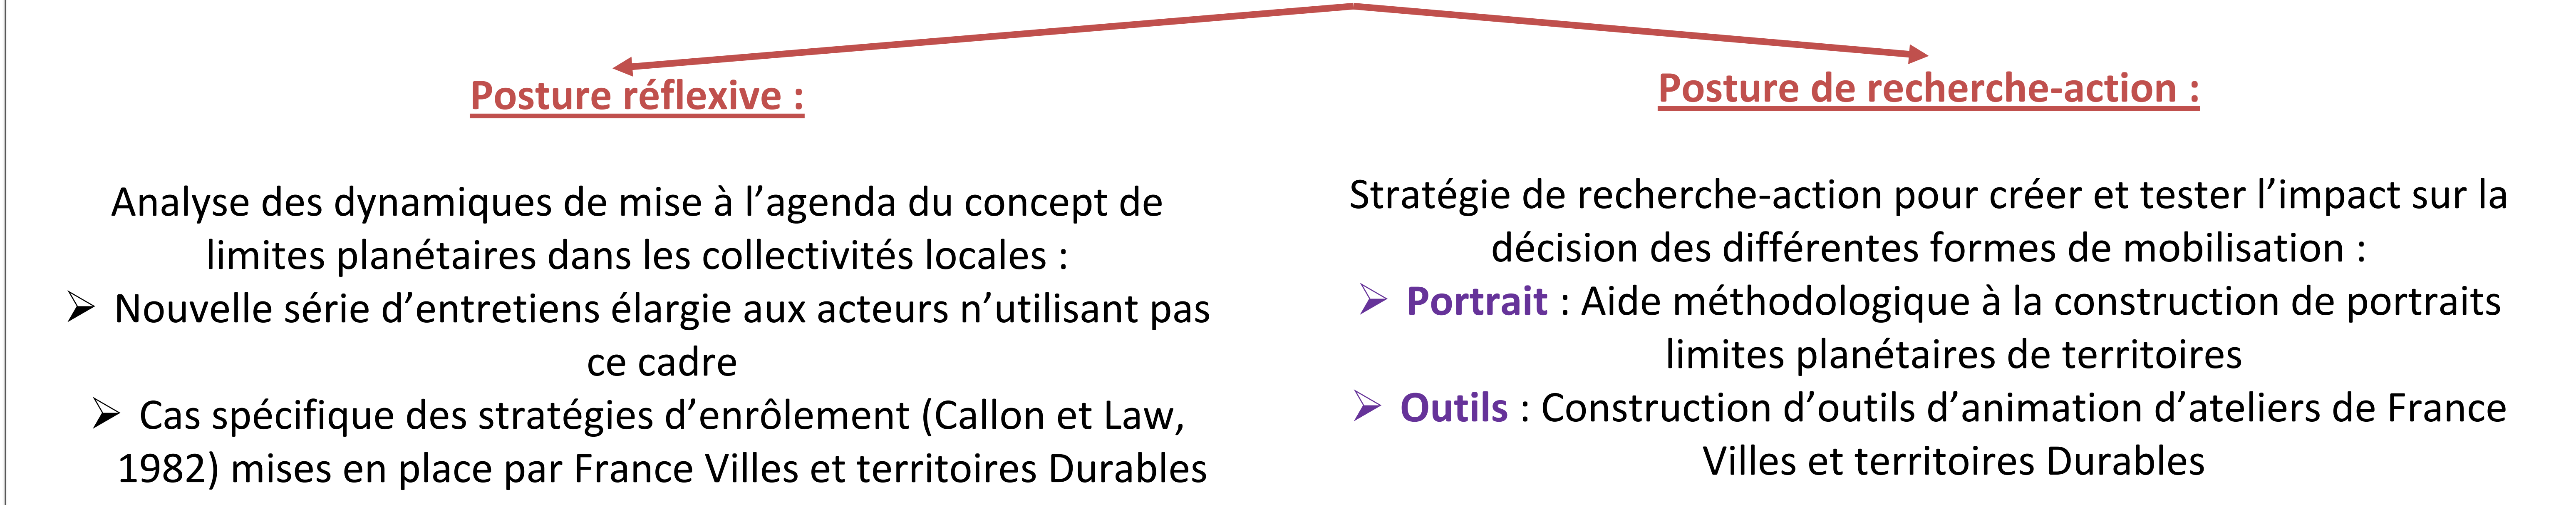 Posture réflexive :
Analyse des dynamiques de mise à l’agenda du concept de
limites planétaires dans les collectivités locales :
➢ Nouvelle série d’entretiens élargie aux acteurs n’utilisant pas
ce cadre
➢ Cas spécifique des stratégies d’enrôlement (Callon et Law,
1982) mises en place par France Villes et territoires Durables
Posture de recherche-action :
Stratégie de recherche-action pour créer et tester l’impact sur la
décision des différentes formes de mobilisation :
➢ Portrait : Aide méthodologique à la construction de portraits
limites planétaires de territoires
➢ Outils : Construction d’outils d’animation d’ateliers de France
Villes et territoires Durables